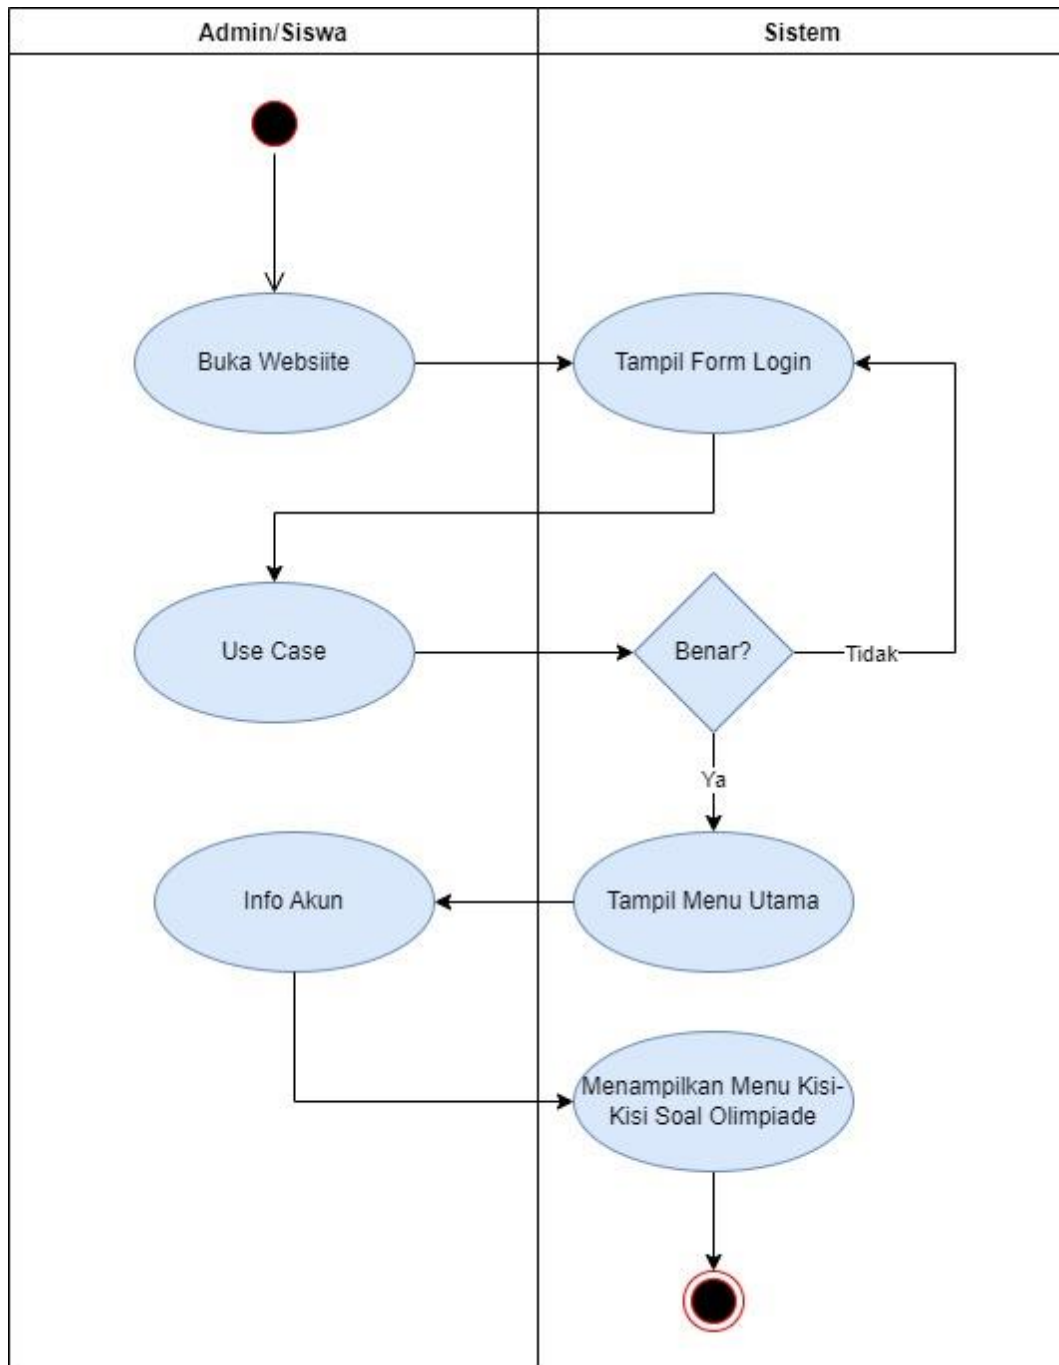 Admin/Siswa
Sistem
Buka Websiite
Tampil Form Login
Use Case
Benar?
Tidak
Ya
Info Akun
Tampil Menu Utama
Menampilkan Menu Kisi-
Kisi Soal Olimpiade